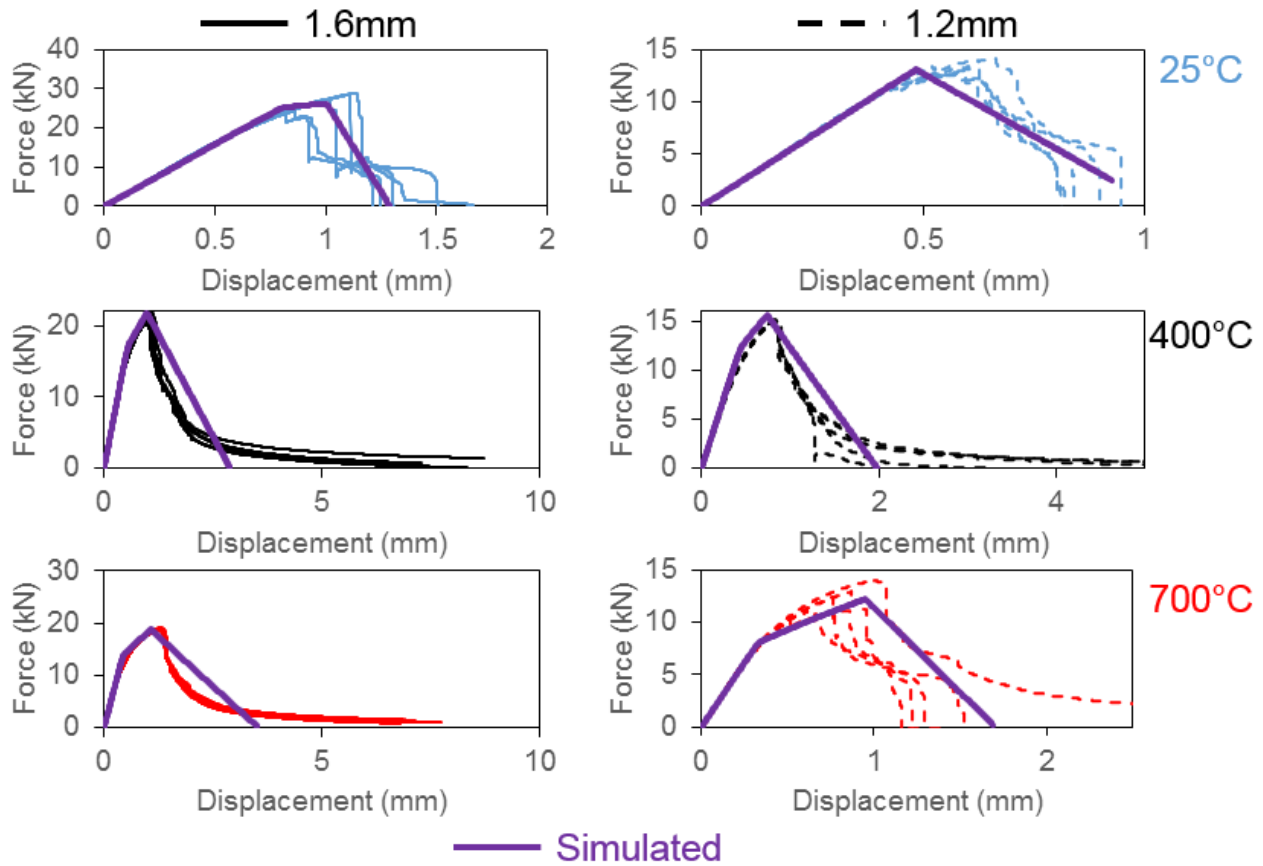 1.6mm
1.2mm
Force (kN)
40
30
20
10
0
0
0.5
1
1.5
2
Displacement (mm)
Force (kN)
15
10
5
0
0
0.5
1
Displacement (mm)
25°C
Force (kN)
20
10
0
0
5
10
Displacement (mm)
Force (kN)
15
10
5
0
0
2
4
Displacement (mm)
400°C
Force (kN)
30
20
10
0
0
5
10
Displacement (mm)
Force (kN)
15
10
5
0
0
1
2
Displacement (mm)
700°C
Simulated